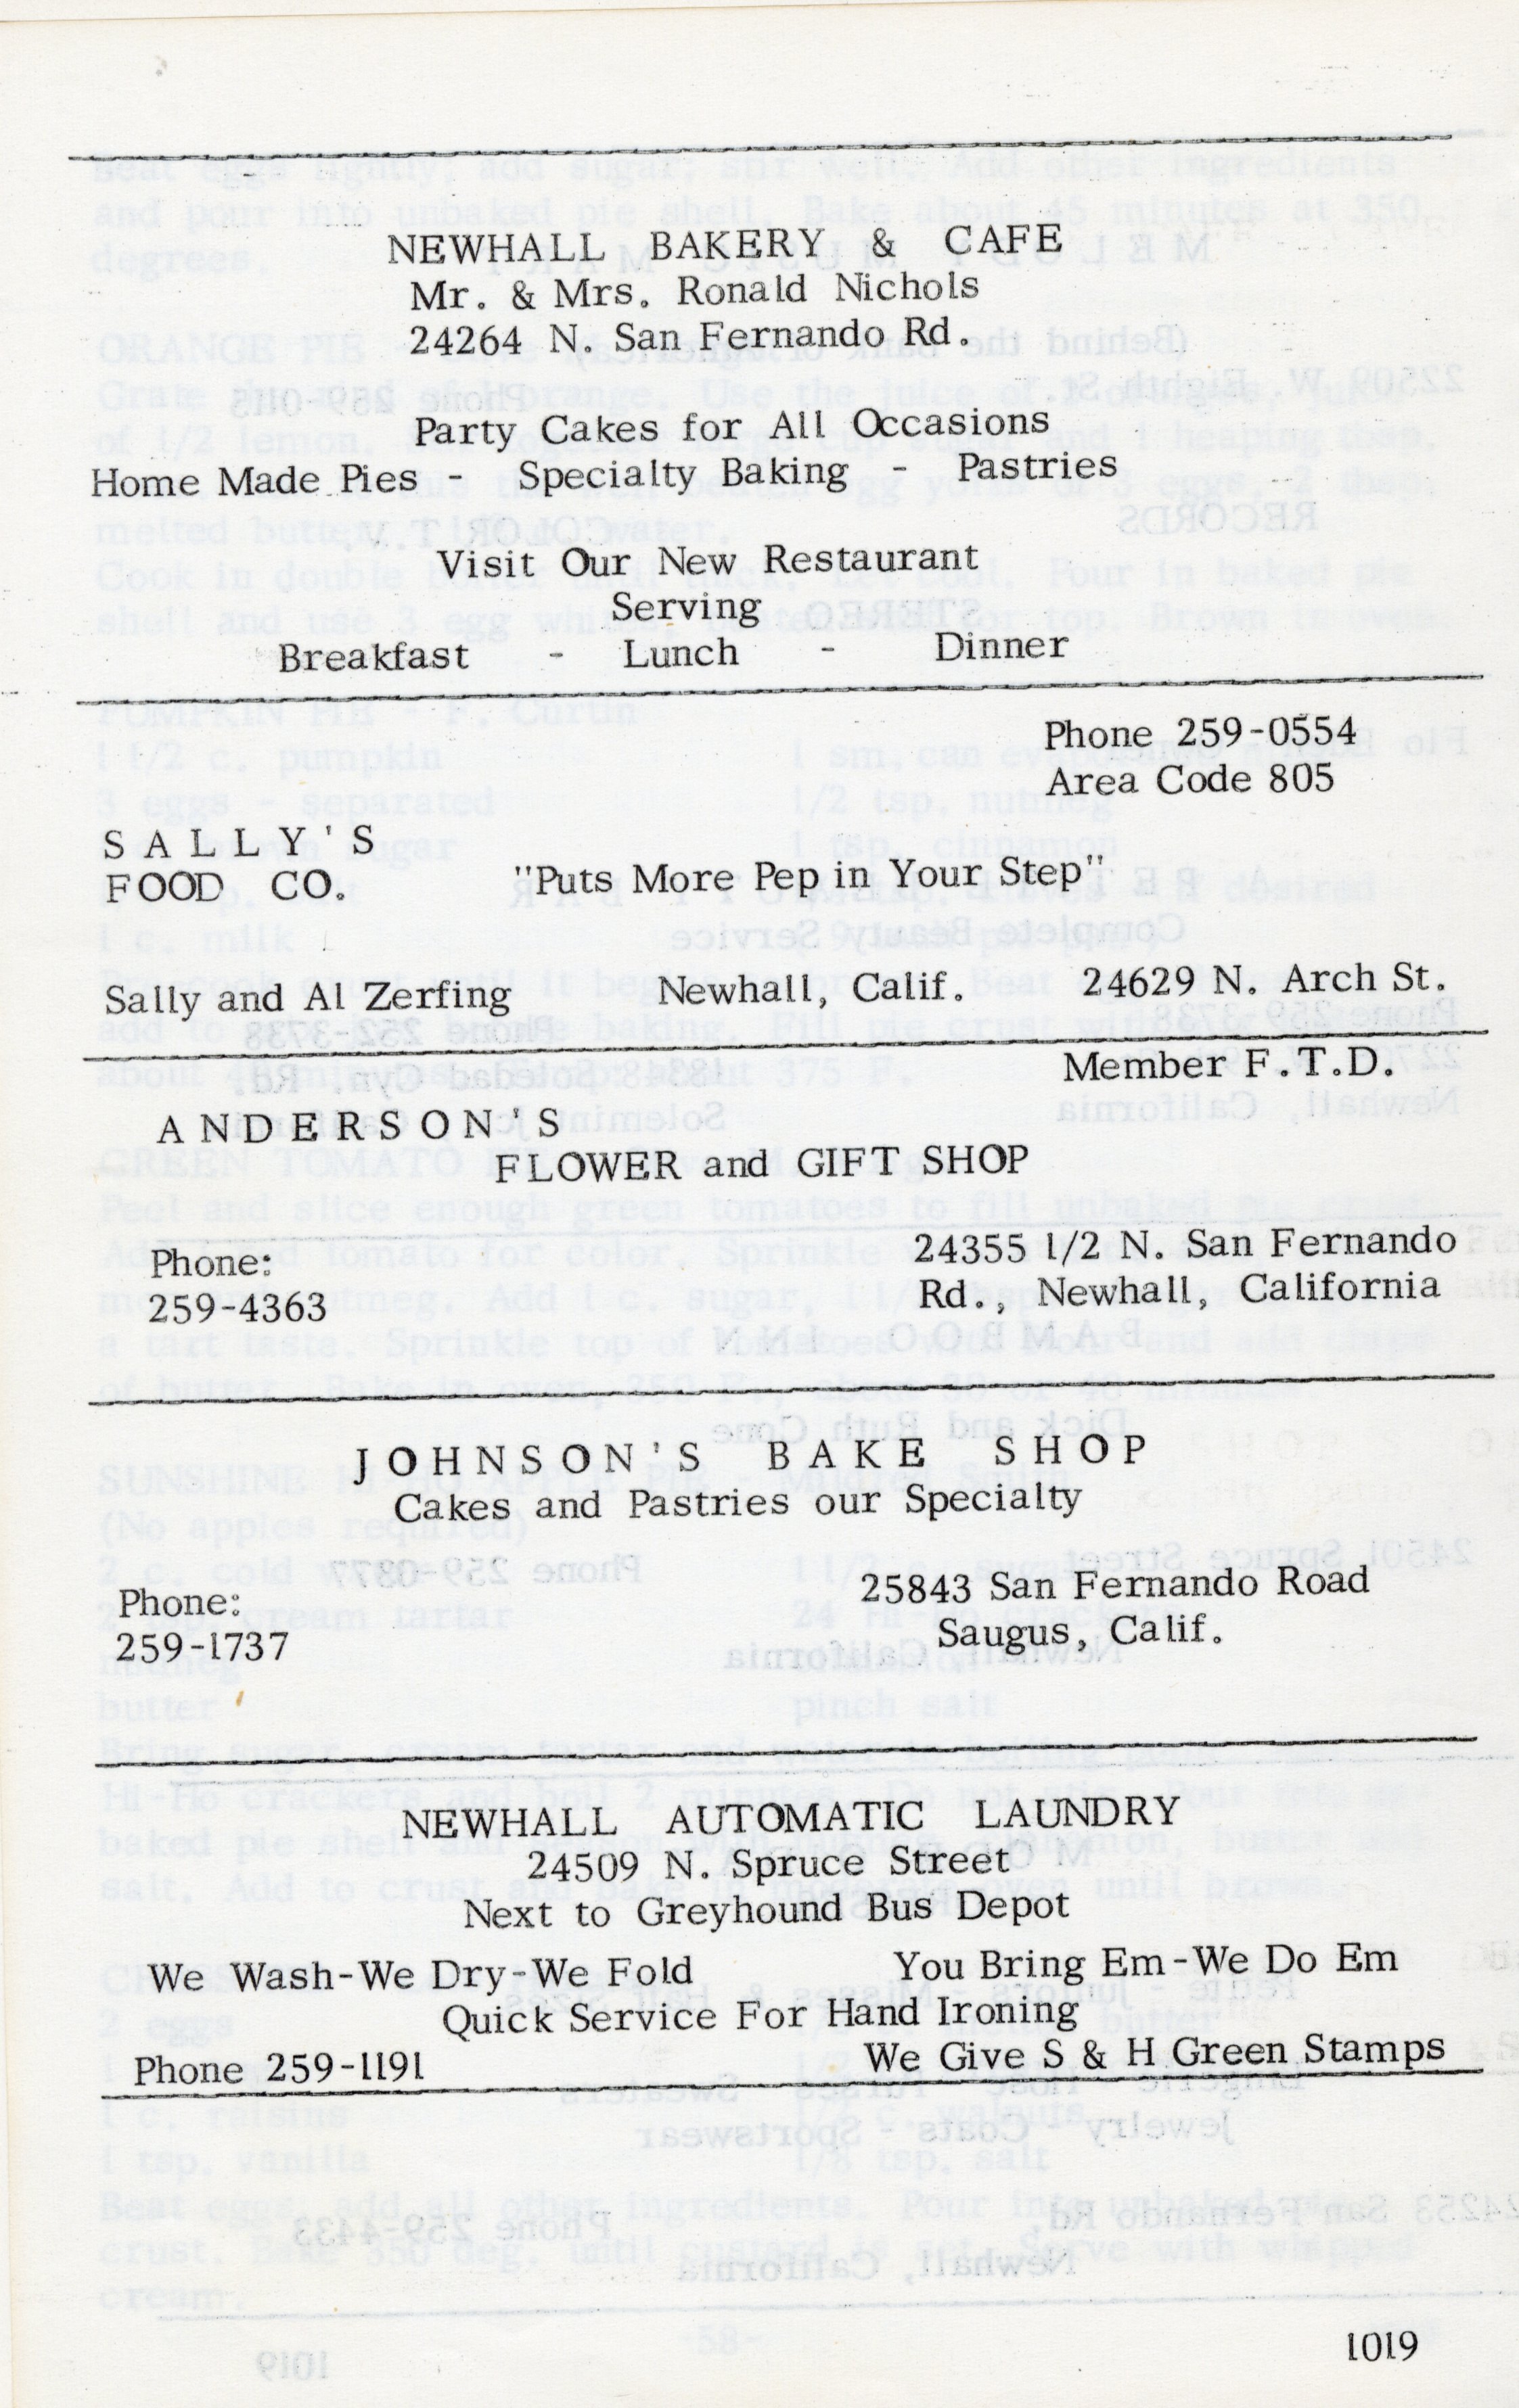 NEWHALL BAKERY & CAFE
Mr. & Mrs. Ronald Nichols
24264 N. San Fernando Rd.
Party Cakes for All Occasions
Home Made Pies - Specialty Baking - Pastries
Visit Our New Restaurant
Serving
Breakfast - Lunch - Dinner
Phone 259-0554
Area Code 805
SALLY'S
FOOD CO.
"Puts More Pep in Your Step"
Sally and Al Zerfing Newhall, Calif. 24629 N. Arch St.
Member F.T.D.
ANDERSON'S
FLOWER and GIFT SHOP
Phone:
259-4363
24355 1/2 N. San Fernando
Rd., Newhall, California
JOHNSON'S BAKE SHOP
Cakes and Pastries our Specialty
Phone:
259-1737
25843 San Fernando Road
Saugus, Calif.
NEWHALL AUTOMATIC LAUNDRY
24509 N. Spruce Street
Next to Greyhound Bus Depot
We Wash-We Dry-We Fold You Bring Em-We Do Em
Quick Service For Hand Ironing
Phone 259-1191 We Give S & H Green Stamps
1019